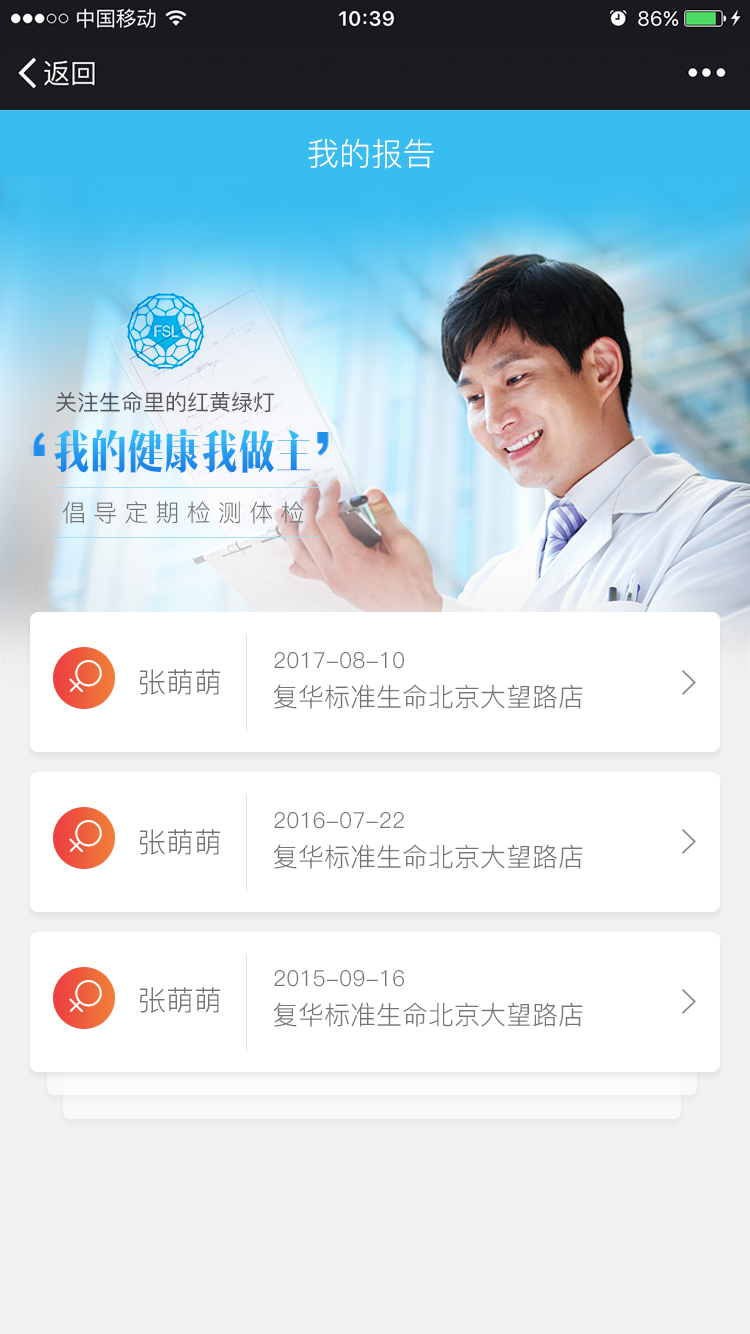 中国移动
10:39
86%
返回
我的报告
FSL
关注生命里的红黄绿灯
‘我的健康我做主’
倡导定期检测体检
张萌萌
2017-08-10
复华标准生命北京大望路店
张萌萌
2016-07-22
复华标准生命北京大望路店
张萌萌
2015-09-16
复华标准生命北京大望路店